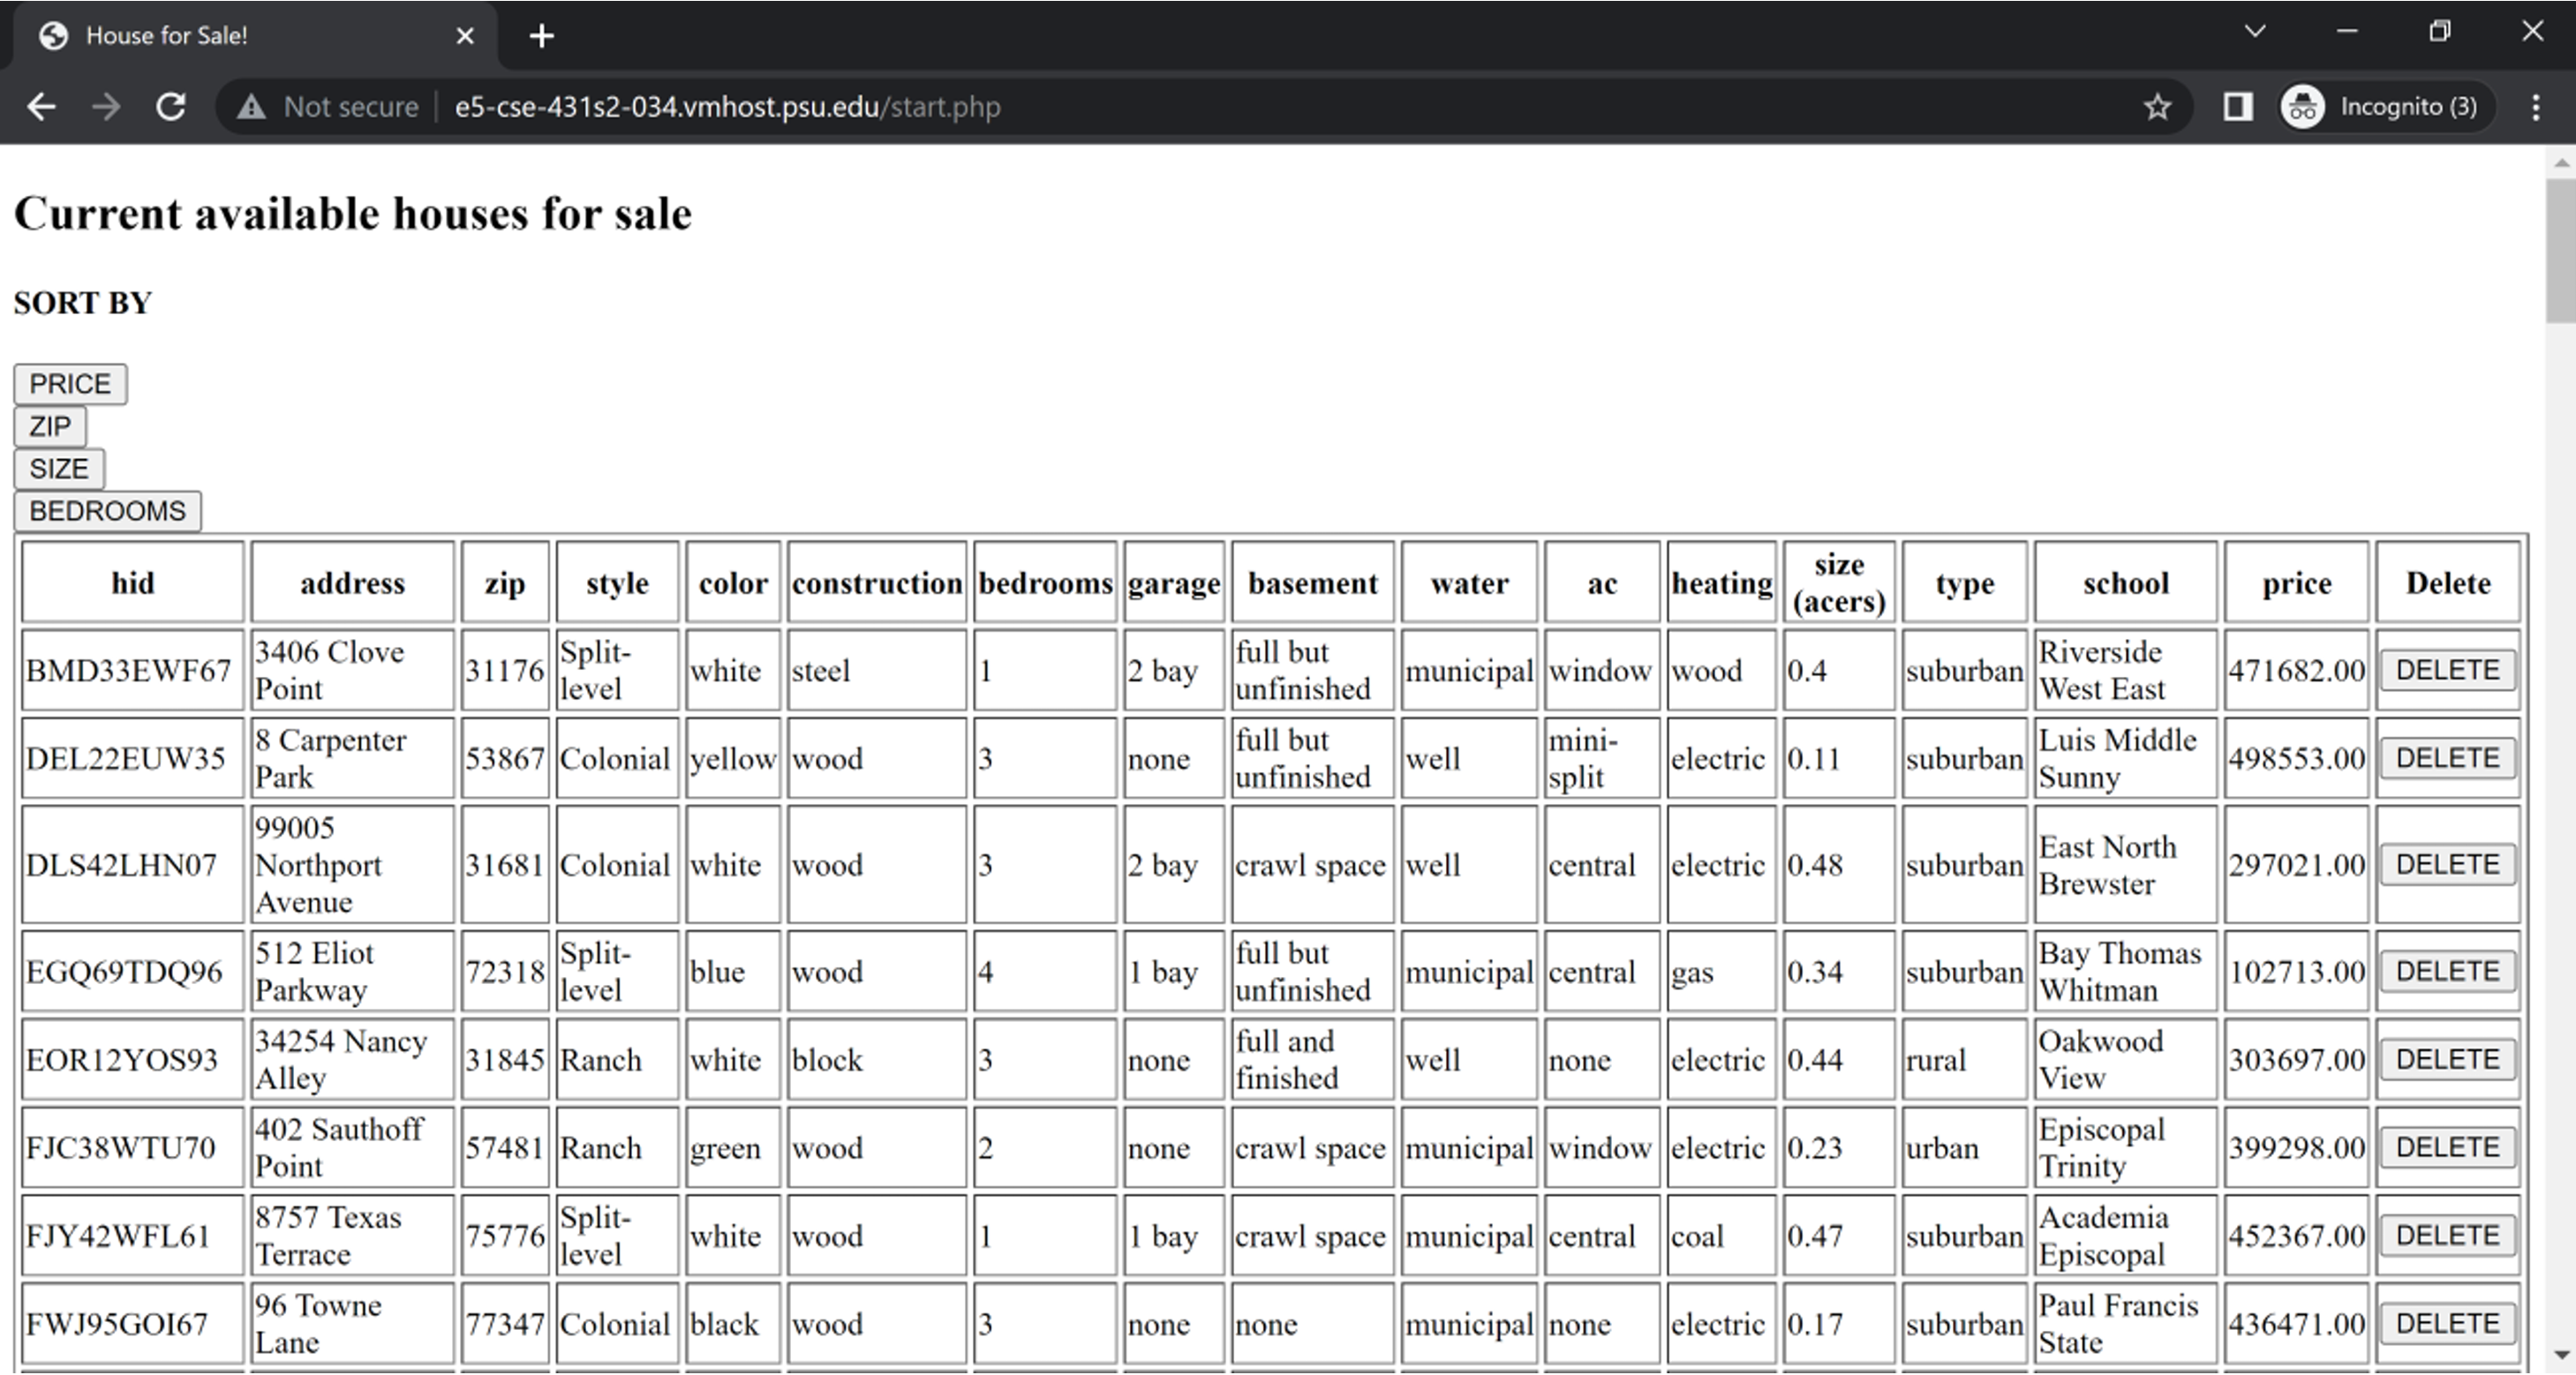 House for Sale!
Not secure e5-cse-431s2-034.vmhost.psu.edu/start.php Incognito (3)
Current available houses for sale
SORT BY
PRICE
ZIP
SIZE
BEDROOMS
hid address zip style color construction bedrooms garage basement water ac heating size (acers) type school price Delete
BMD33EWF67 3406 Clove Point 31176 Split-level white steel 1 2 bay full but unfinished municipal window wood 0.4 suburban Riverside West East 471682.00 DELETE
DEL22EUW35 8 Carpenter Park 53867 Colonial yellow wood 3 none full but unfinished well mini-split electric 0.11 suburban Luis Middle Sunny 498553.00 DELETE
DLS42LHN07 99005 Northport Avenue 31681 Colonial white wood 3 2 bay crawl space well central electric 0.48 suburban East North Brewster 297021.00 DELETE
EGQ69TDQ96 512 Eliot Parkway 72318 Split-level blue wood 4 1 bay full but unfinished municipal central gas 0.34 suburban Bay Thomas Whitman 102713.00 DELETE
EOR12YOS93 34254 Nancy Alley 31845 Ranch white block 3 none full and finished well none electric 0.44 rural Oakwood View 303697.00 DELETE
FJC38WTU70 402 Sauthoff Point 57481 Ranch green wood 2 none crawl space municipal window electric 0.23 urban Episcopal Trinity 399298.00 DELETE
FJY42WFL61 8757 Texas Terrace 75776 Split-level white wood 1 1 bay crawl space municipal central coal 0.47 suburban Academia Episcopal 452367.00 DELETE
FWJ95GOI67 96 Towne Lane 77347 Colonial black wood 3 none none municipal none electric 0.17 suburban Paul Francis State 436471.00 DELETE